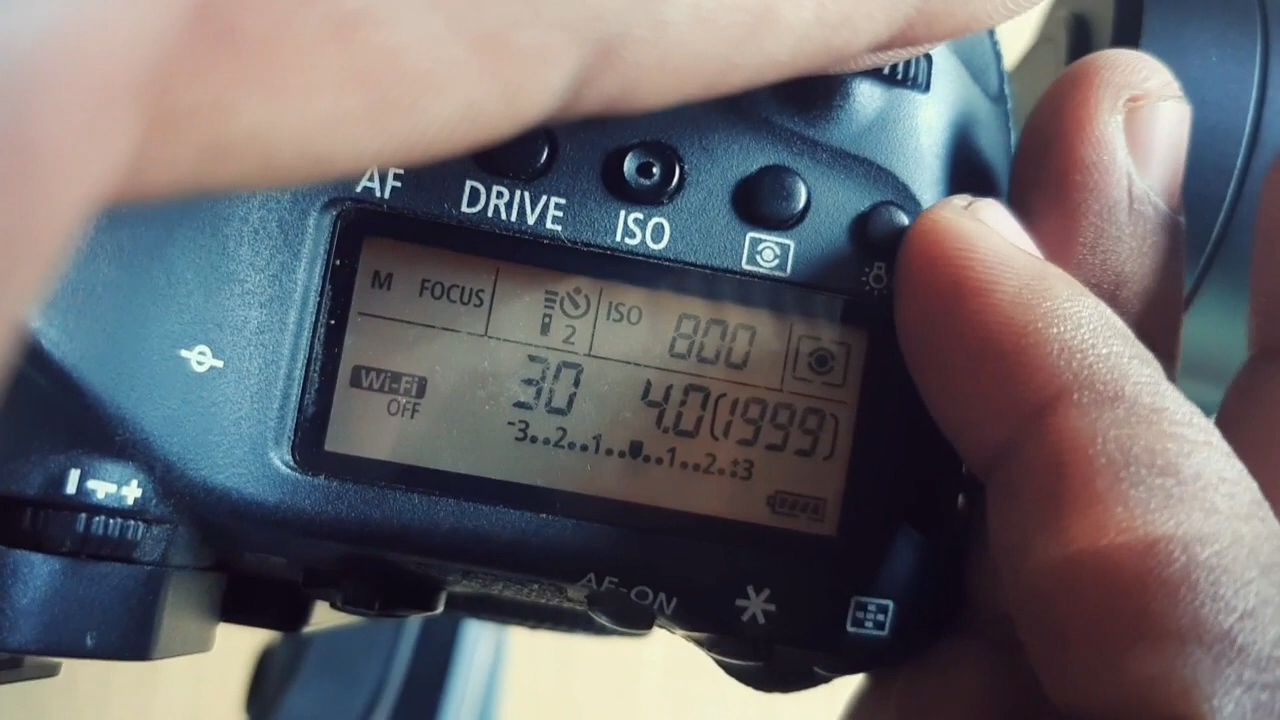 AF DRIVE ISO
M FOCUS 2 ISO 800
Wi-Fi 30 4.0(1999)
OFF
-3..2..1..▮..1..2.:+3
AF-ON